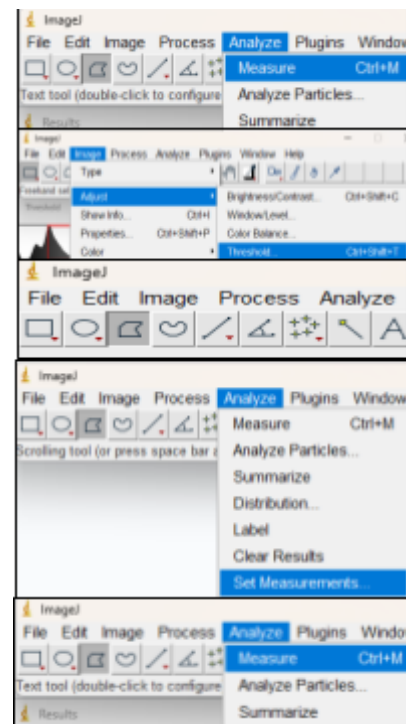 ImageJ
File Edit Image Process Analyze Plugins Window
Measure Ctrl+M
Text tool (double-click to configure
Analyze Particles...
Results
Summarize
ImageJ
File Edit Image Process Analyze Plugins Window Help
Type
Freehand sel
Adjust
Brightness/Contrast... Ctrl+Shift+C
Threshold
Show Info... Ctrl+I
Window/Level...
Properties... Ctrl+Shift+P
Color Balance...
Color
Threshold... Ctrl+Shift+T
ImageJ
File Edit Image Process Analyze
A
ImageJ
File Edit Image Process Analyze Plugins Window
Measure Ctrl+M
Scrolling tool (or press space bar a
Analyze Particles...
Summarize
Distribution...
Label
Clear Results
Set Measurements...
ImageJ
File Edit Image Process Analyze Plugins Windo
Measure Ctrl+M
Text tool (double-click to configure
Analyze Particles...
Results
Summarize